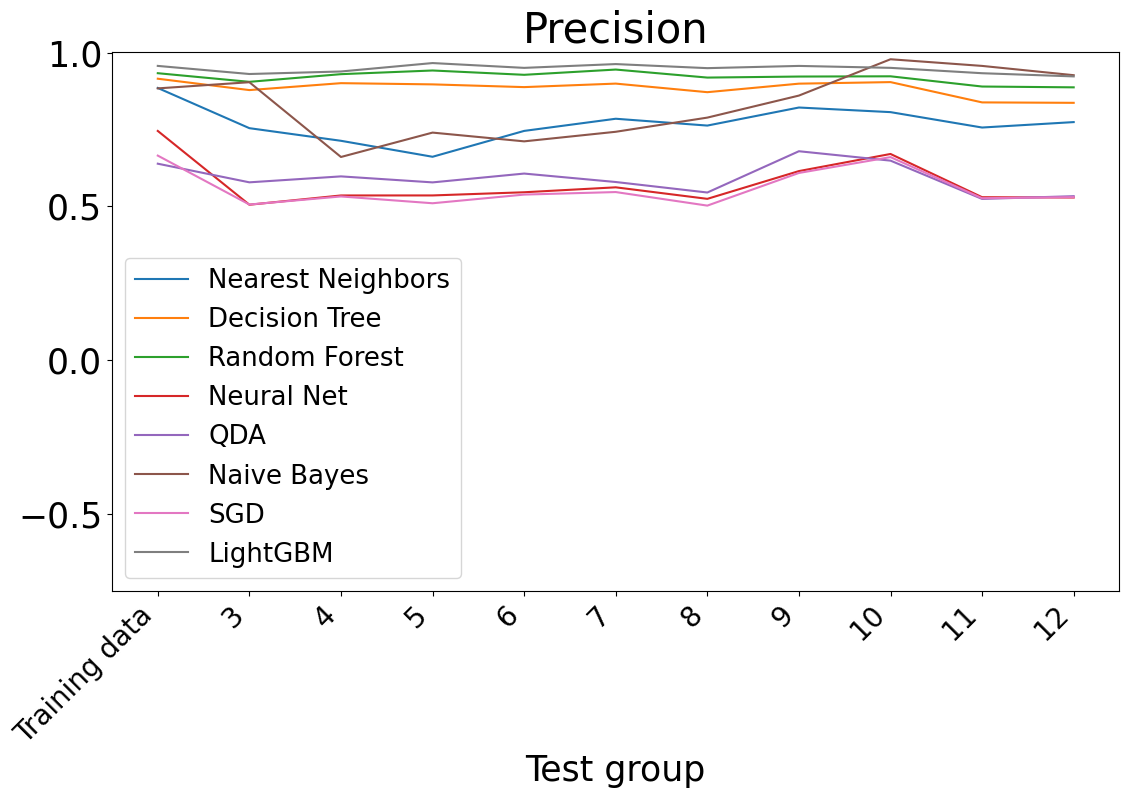 Precision
1.0
0.5
0.0
−0.5
Nearest Neighbors
Decision Tree
Random Forest
Neural Net
QDA
Naive Bayes
SGD
LightGBM
Training data
3
4
5
6
7
8
9
10
11
12
Test group